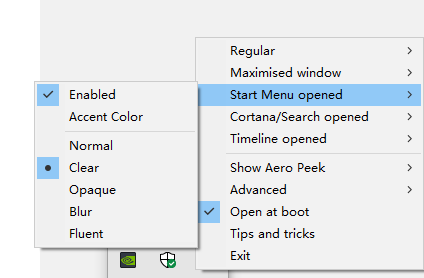 Regular
Maximised window
Start Menu opened
Cortana/Search opened
Timeline opened
Show Aero Peek
Advanced
Open at boot
Tips and tricks
Exit
Enabled
Accent Color
Normal
Clear
Opaque
Blur
Fluent